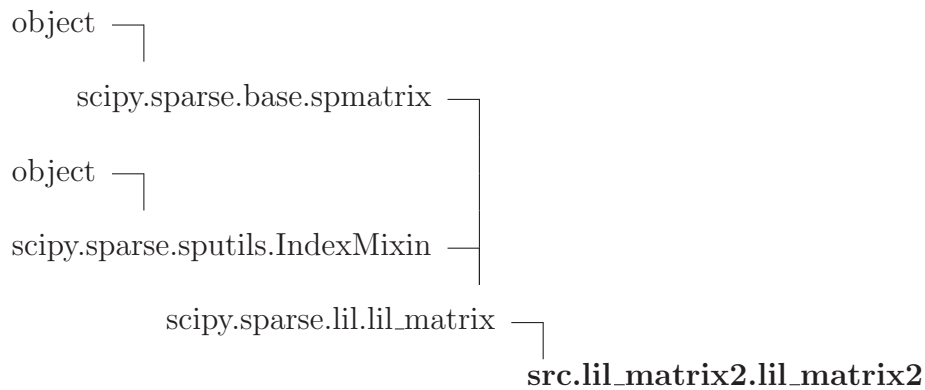 object
scipy.sparse.base.spmatrix
object
scipy.sparse.sputils.IndexMixin
scipy.sparse.lil.lil_matrix
src.lil_matrix2.lil_matrix2